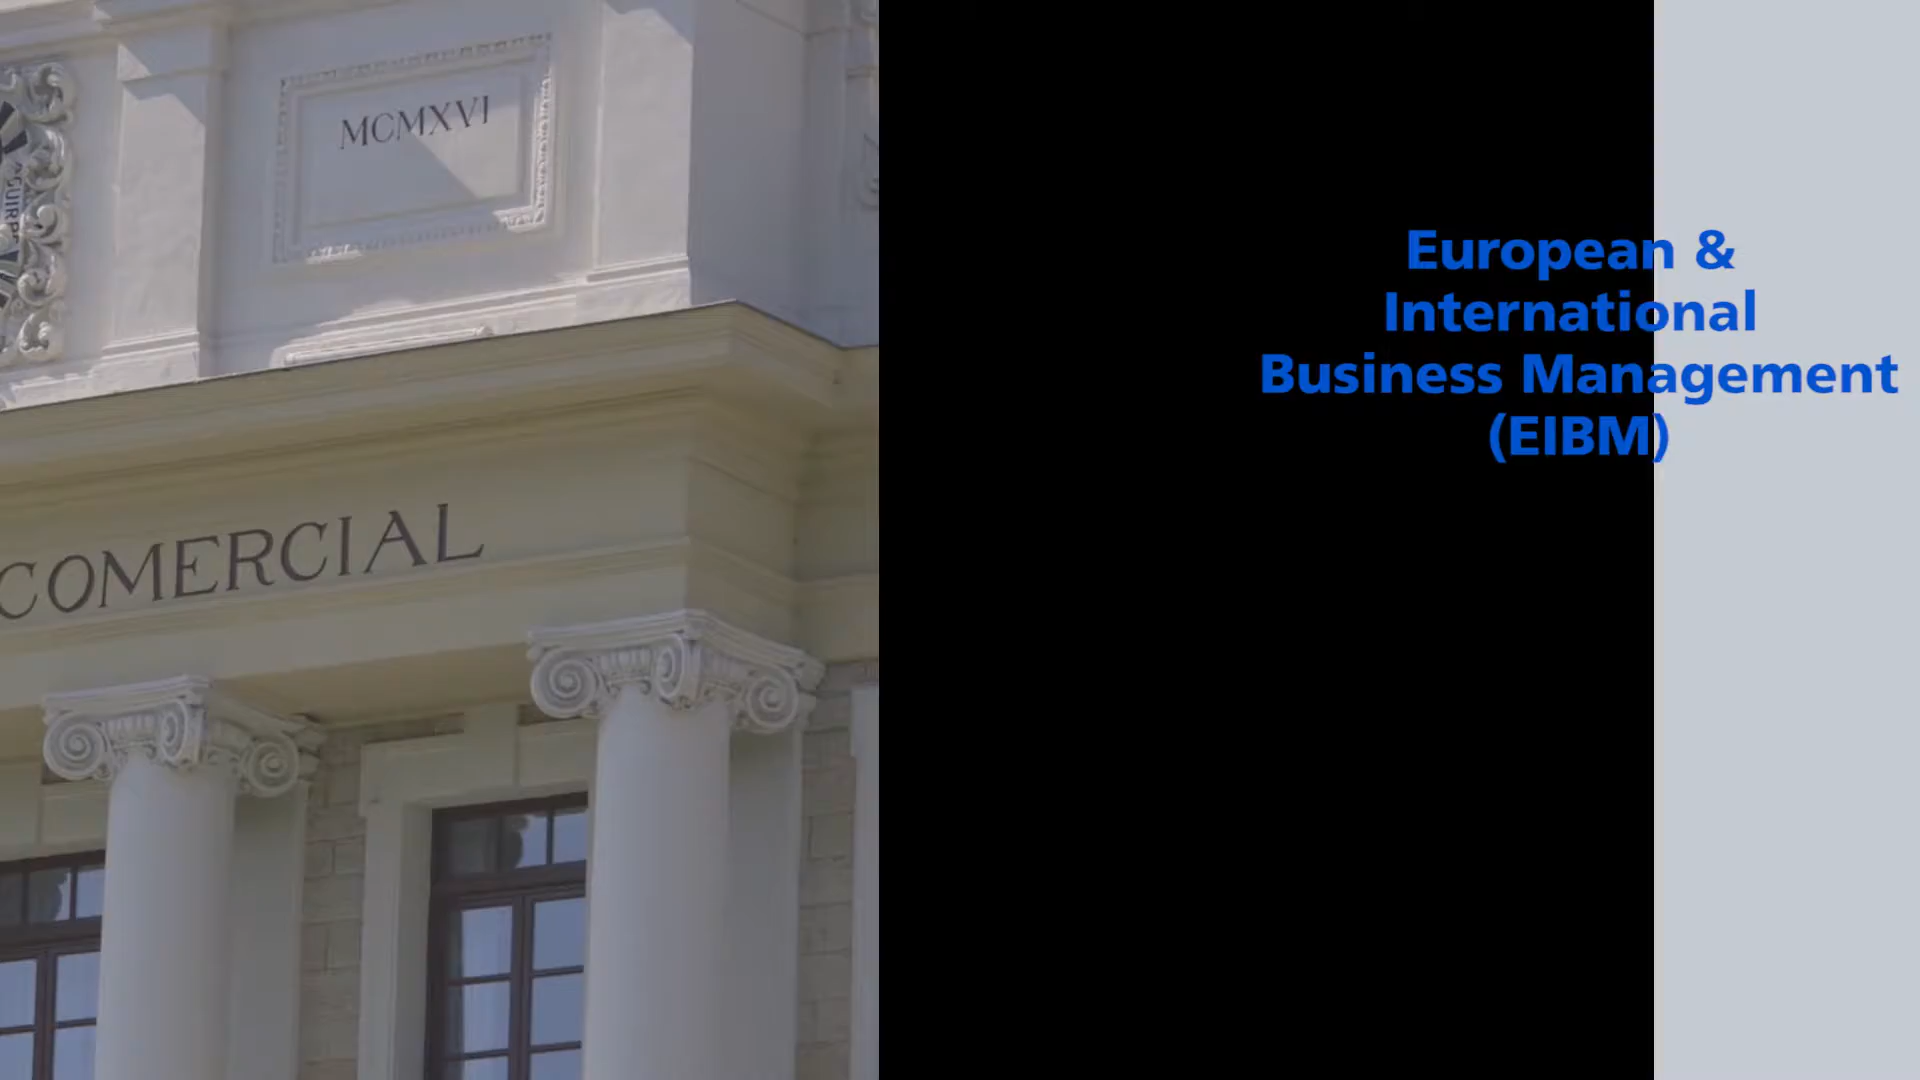 MCMXVI
COMERCIAL
European &
International
Business Management
(EIBM)